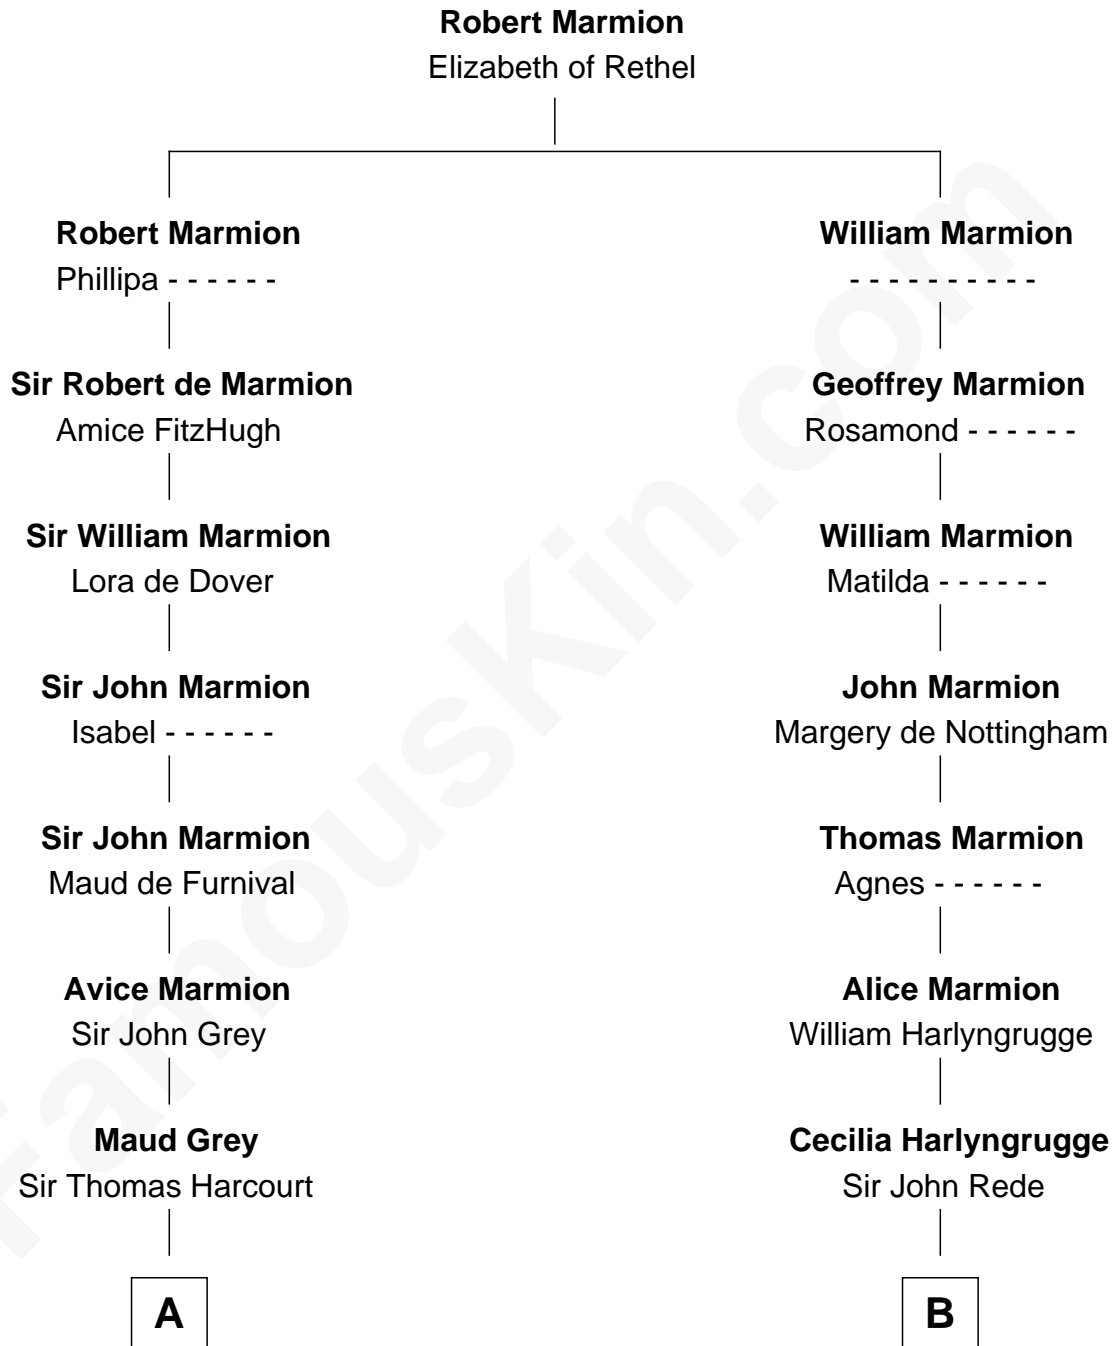 Robert Marmion
Elizabeth of Rethel
Robert Marmion
William Marmion
Phillipa - - - - - -
- - - - - - - - - -
Sir Robert de Marmion
Geoffrey Marmion
Amice FitzHugh
Rosamond - - - - - -
Sir William Marmion
William Marmion
Lora de Dover
Matilda - - - - - -
Sir John Marmion
John Marmion
Isabel - - - - - -
Margery de Nottingham
Sir John Marmion
Thomas Marmion
Maud de Furnival
Agnes - - - - - -
Avice Marmion
Alice Marmion
Sir John Grey
William Harlyngrugge
Maud Grey
Cecilia Harlyngrugge
Sir Thomas Harcourt
Sir John Rede
A
B
FamousKin.com